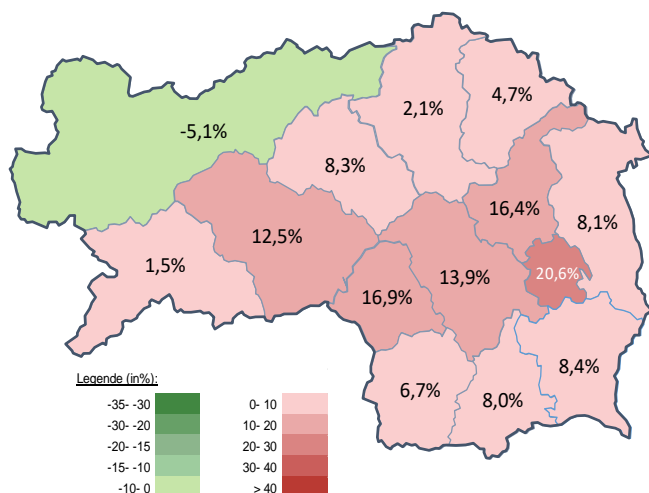 4,7%
2,1%
-5,1%
8,3%
16,4%
8,1%
12,5%
1,5%
13,9%
20,6%
16,9%
8,4%
6,7%
8,0%
Legende (in%):
-35- -30 0- 10
-30- -20 10- 20
-20- -15 20- 30
-15- -10 30- 40
-10- 0 > 40